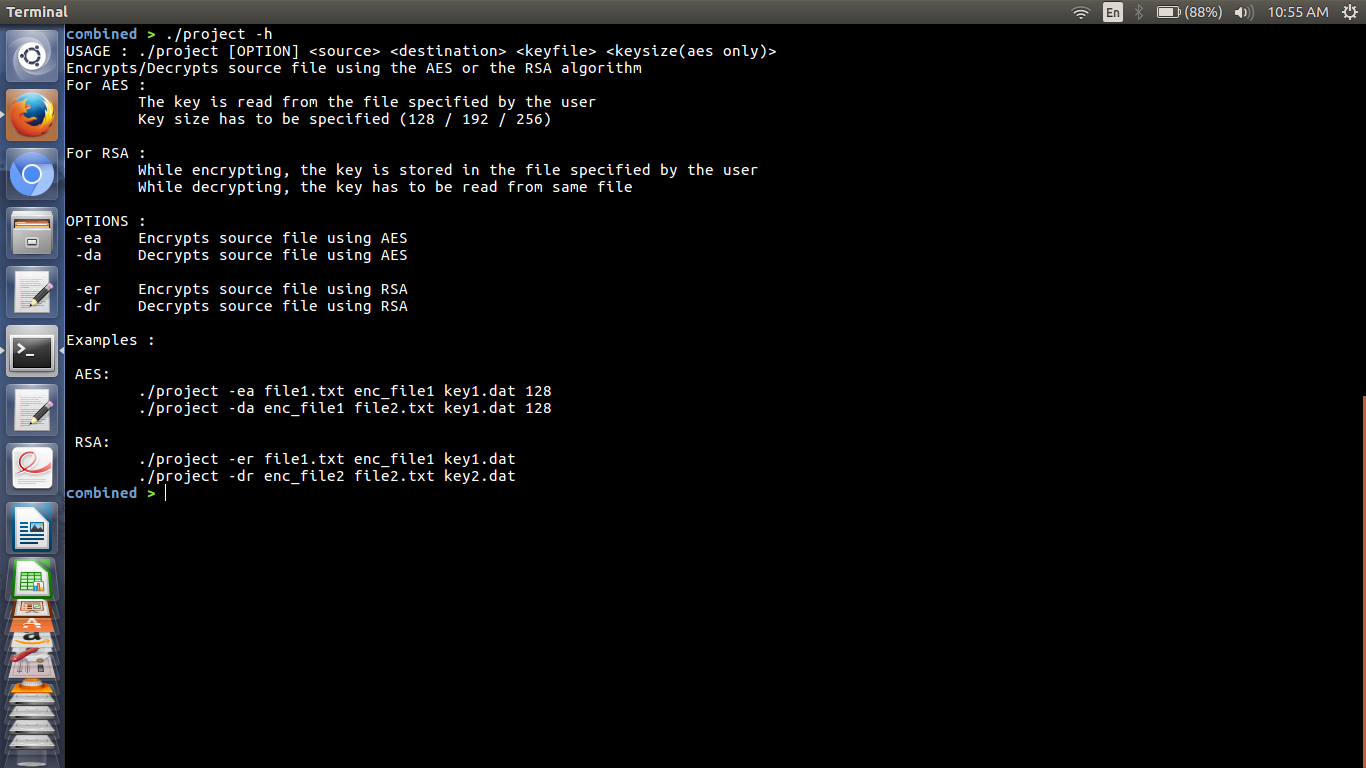 Terminal
En
(88%)
10:55 AM
combined > ./project -h
USAGE : ./project [OPTION] <source> <destination> <keyfile> <keysize(aes only)>
Encrypts/Decrypts source file using the AES or the RSA algorithm
For AES :
        The key is read from the file specified by the user
        Key size has to be specified (128 / 192 / 256)

For RSA :
        While encrypting, the key is stored in the file specified by the user
        While decrypting, the key has to be read from same file

OPTIONS :
 -ea    Encrypts source file using AES
 -da    Decrypts source file using AES

 -er    Encrypts source file using RSA
 -dr    Decrypts source file using RSA

Examples :

 AES:
        ./project -ea file1.txt enc_file1 key1.dat 128
        ./project -da enc_file1 file2.txt key1.dat 128

 RSA:
        ./project -er file1.txt enc_file1 key1.dat
        ./project -dr enc_file2 file2.txt key2.dat
combined >